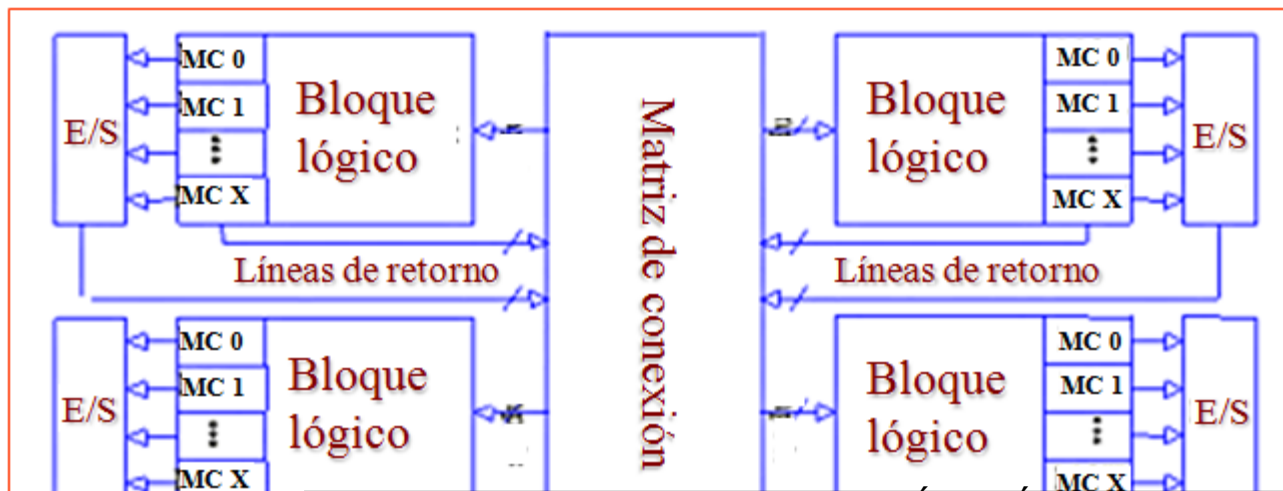 E/S
MC 0
MC 1
MC X
Bloque
lógico
Matriz de conexión
Bloque
lógico
MC 0
MC 1
MC X
E/S
Líneas de retorno
Líneas de retorno
E/S
MC 0
MC 1
MC X
Bloque
lógico
Bloque
lógico
MC 0
MC 1
MC X
E/S